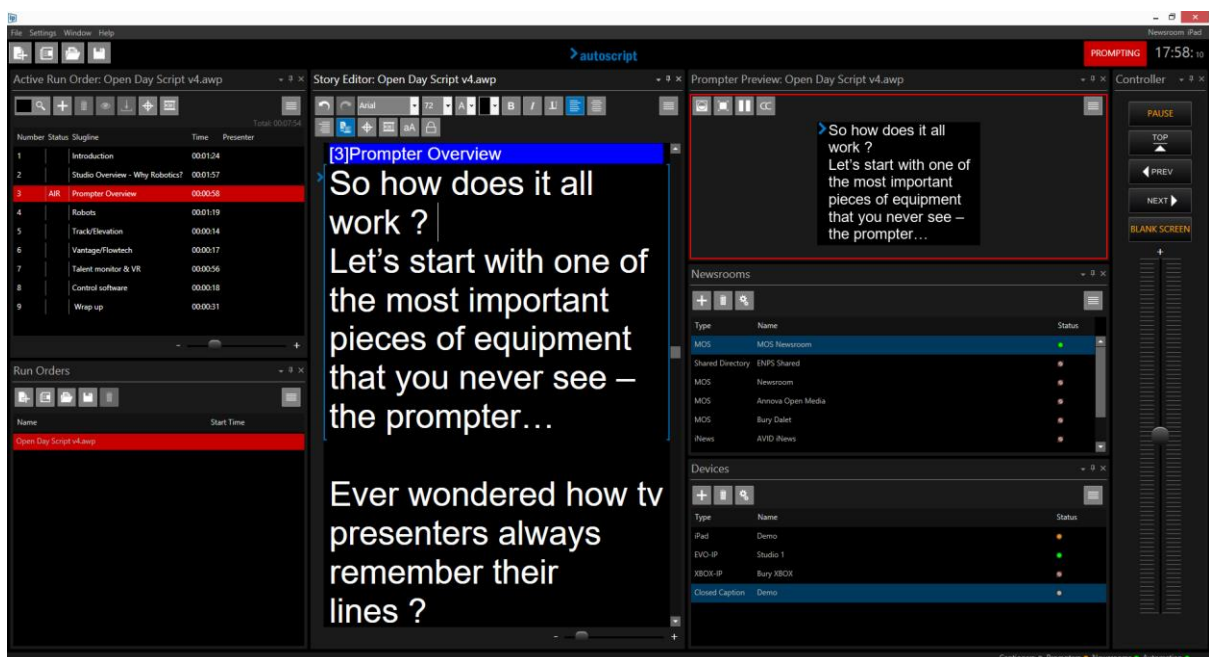 File Settings Window Help
Newsroom iPad
autoscript
PROMPTING 17:58:10
Active Run Order: Open Day Script v4.awp
Total: 00:07:54
Number Status Slugline Time Presenter
1 Introduction 00:01:24
2 Studio Overview - Why Robotics? 00:01:57
3 AIR Prompter Overview 00:00:58
4 Robots 00:01:19
5 Track/Elevation 00:00:14
6 Vantage/Flowtech 00:00:17
7 Talent monitor & VR 00:00:56
8 Control software 00:00:18
9 Wrap up 00:00:31
- +
Run Orders
Name Start Time
Open Day Script v4.awp
Story Editor: Open Day Script v4.awp
Arial 72 A B I U
aA
[3]Prompter Overview
So how does it all
work ?
Let's start with one of
the most important
pieces of equipment
that you never see –
the prompter…
Ever wondered how tv
presenters always
remember their
lines ?
- +
Prompter Preview: Open Day Script v4.awp
CC
So how does it all
work ?
Let's start with one of
the most important
pieces of equipment
that you never see –
the prompter…
Newsrooms
Type Name Status
MOS MOS Newsroom
Shared Directory ENPS Shared
MOS Newsroom
MOS Annova Open Media
MOS Bury Dalet
iNews AVID iNews
Devices
Type Name Status
iPad Demo
EVO-IP Studio 1
XBOX-IP Bury XBOX
Closed Caption Demo
Controller
PAUSE
TOP
PREV
NEXT
BLANK SCREEN
+